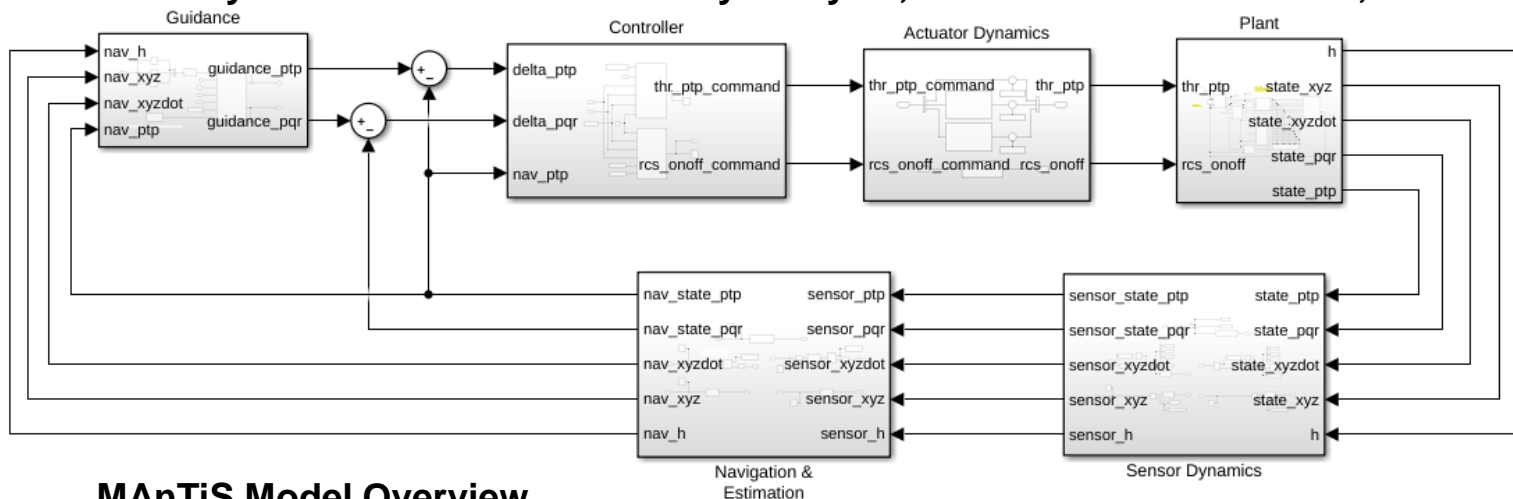 Guidance
nav_h
nav_xyz
nav_xyzdot
nav_ptp
guidance_ptp
guidance_pqr
+
_
+
_
Controller
delta_ptp
delta_pqr
nav_ptp
thr_ptp_command
rcs_onoff_command
Actuator Dynamics
thr_ptp_command
rcs_onoff_command
thr_ptp
rcs_onoff
Plant
thr_ptp
rcs_onoff
h
state_xyz
state_xyzdot
state_pqr
state_ptp
nav_state_ptp
nav_state_pqr
nav_xyzdot
nav_xyz
nav_h
sensor_ptp
sensor_pqr
sensor_xyzdot
sensor_xyz
sensor_h
Navigation &
Estimation
sensor_state_ptp
sensor_state_pqr
sensor_xyzdot
sensor_xyz
sensor_h
state_ptp
state_pqr
state_xyzdot
state_xyz
h
Sensor Dynamics
MAnTiS Model Overview